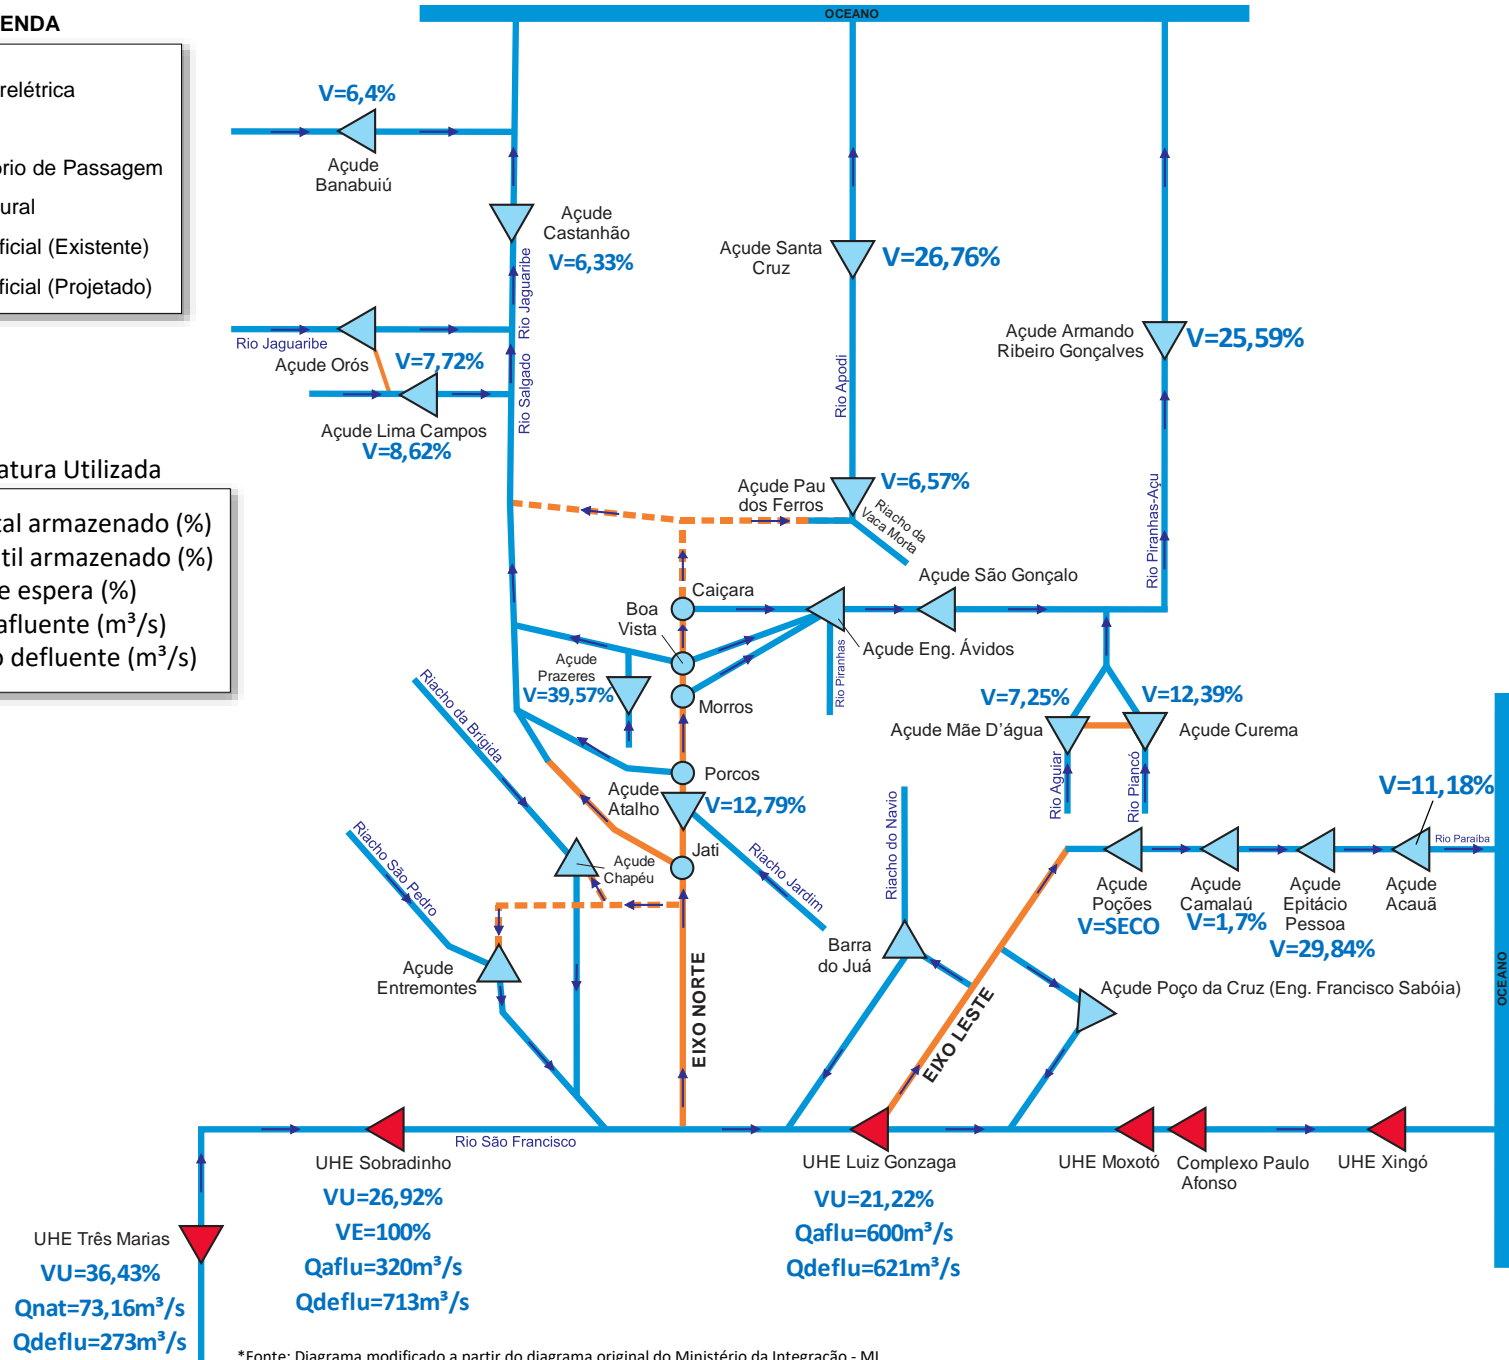 OCEANO
ENDA
relétrica
ório de Passagem
ural
ficial (Existente)
ficial (Projetado)
V=6,4%
Açude
Banabuiú
Açude
Castanhão
V=6,33%
Rio Jaguaribe
Açude Santa
Cruz
V=26,76%
Açude Armando
Ribeiro Gonçalves
V=25,59%
Rio Jaguaribe
Açude Orós
V=7,72%
Rio Salgado
Rio Apodi
Açude Lima Campos
V=8,62%
atura Utilizada
tal armazenado (%)
til armazenado (%)
e espera (%)
afluente (m³/s)
o defluente (m³/s)
Açude Pau
dos Ferros
V=6,57%
Riacho da
Vaca Morta
Rio Piranhas-Açu
Açude São Gonçalo
Caiçara
Boa
Vista
Açude Eng. Ávidos
Rio Piranhas
Açude
Prazeres
V=39,57%
Morros
Riacho da Brígida
V=7,25%
V=12,39%
Açude Mãe D'água
Açude Curema
Rio Aguiar
Rio Piancó
Porcos
Açude
Atalho
V=12,79%
V=11,18%
Riacho São Pedro
Jati
Açude
Chapéu
Riacho Jardim
Riacho do Navio
Rio Paraíba
Açude
Poções
V=SECO
Açude
Camalaú
V=1,7%
Açude
Epitácio
Pessoa
V=29,84%
Açude
Acauã
Barra
do Juá
Açude
Entremontes
EIXO NORTE
EIXO LESTE
Açude Poço da Cruz (Eng. Francisco Sabóia)
OCEANO
Rio São Francisco
UHE Sobradinho
VU=26,92%
VE=100%
Qaflu=320m³/s
Qdeflu=713m³/s
UHE Luiz Gonzaga
VU=21,22%
Qaflu=600m³/s
Qdeflu=621m³/s
UHE Moxotó
Complexo Paulo
Afonso
UHE Xingó
UHE Três Marias
VU=36,43%
Qnat=73,16m³/s
Qdeflu=273m³/s
*Fonte: Diagrama modificado a partir do diagrama original do Ministério da Integração - MI